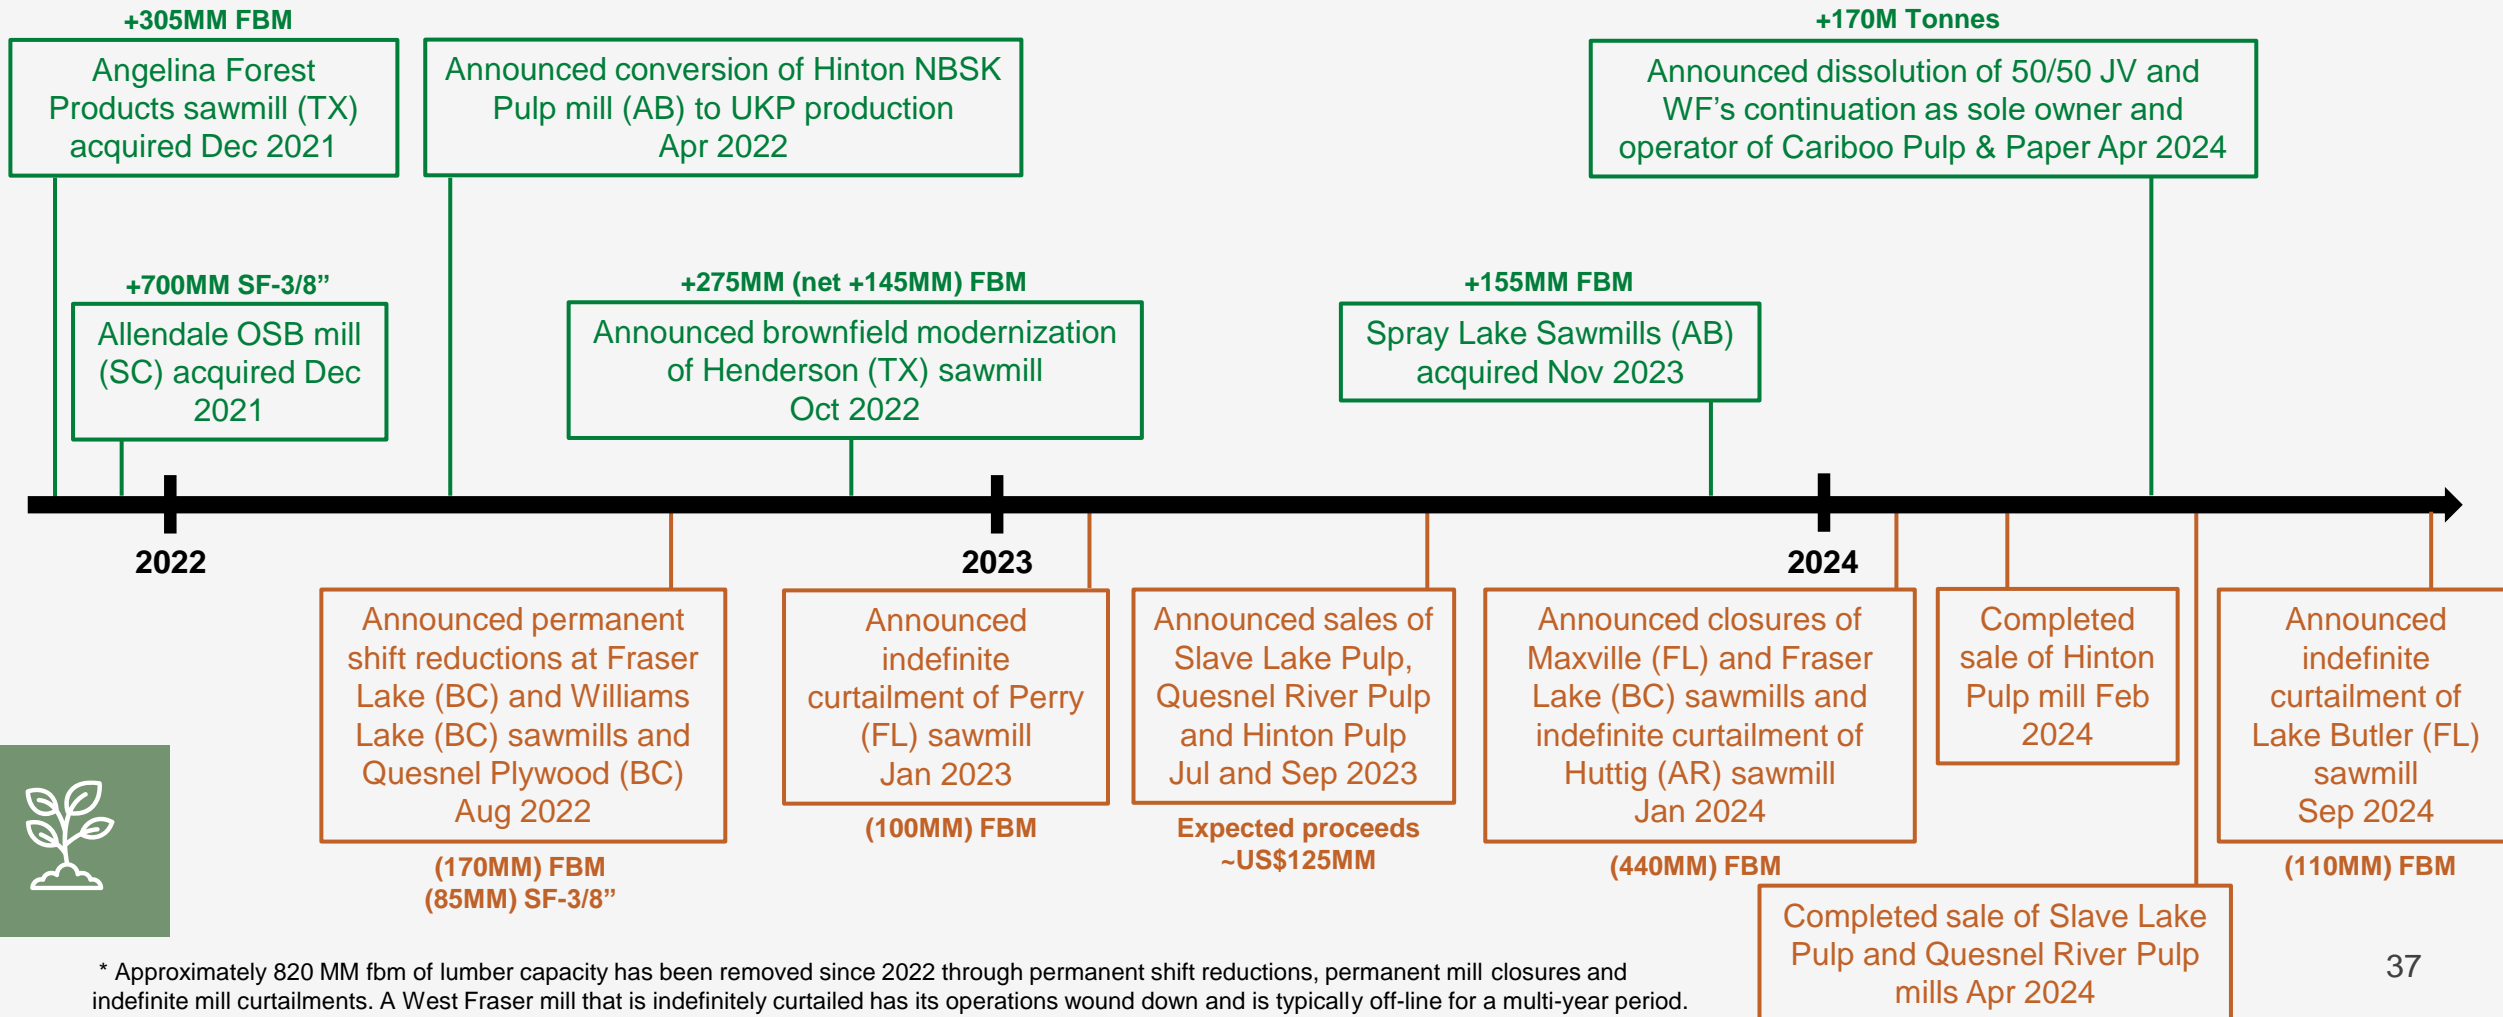 +305MM FBM
Angelina Forest
Products sawmill (TX)
acquired Dec 2021
Announced conversion of Hinton NBSK
Pulp mill (AB) to UKP production
Apr 2022
+170M Tonnes
Announced dissolution of 50/50 JV and
WF’s continuation as sole owner and
operator of Cariboo Pulp & Paper Apr 2024
+700MM SF-3/8”
Allendale OSB mill
(SC) acquired Dec
2021
+275MM (net +145MM) FBM
Announced brownfield modernization
of Henderson (TX) sawmill
Oct 2022
+155MM FBM
Spray Lake Sawmills (AB)
acquired Nov 2023
2022
2023
2024
Announced permanent
shift reductions at Fraser
Lake (BC) and Williams
Lake (BC) sawmills and
Quesnel Plywood (BC)
Aug 2022
(170MM) FBM
(85MM) SF-3/8”
Announced
indefinite
curtailment of Perry
(FL) sawmill
Jan 2023
(100MM) FBM
Announced sales of
Slave Lake Pulp,
Quesnel River Pulp
and Hinton Pulp
Jul and Sep 2023
Expected proceeds
~US$125MM
Announced closures of
Maxville (FL) and Fraser
Lake (BC) sawmills and
indefinite curtailment of
Huttig (AR) sawmill
Jan 2024
(440MM) FBM
Completed
sale of Hinton
Pulp mill Feb
2024
Completed sale of Slave Lake
Pulp and Quesnel River Pulp
mills Apr 2024
Announced
indefinite
curtailment of
Lake Butler (FL)
sawmill
Sep 2024
(110MM) FBM
* Approximately 820 MM fbm of lumber capacity has been removed since 2022 through permanent shift reductions, permanent mill closures and
indefinite mill curtailments. A West Fraser mill that is indefinitely curtailed has its operations wound down and is typically off-line for a multi-year period.
37